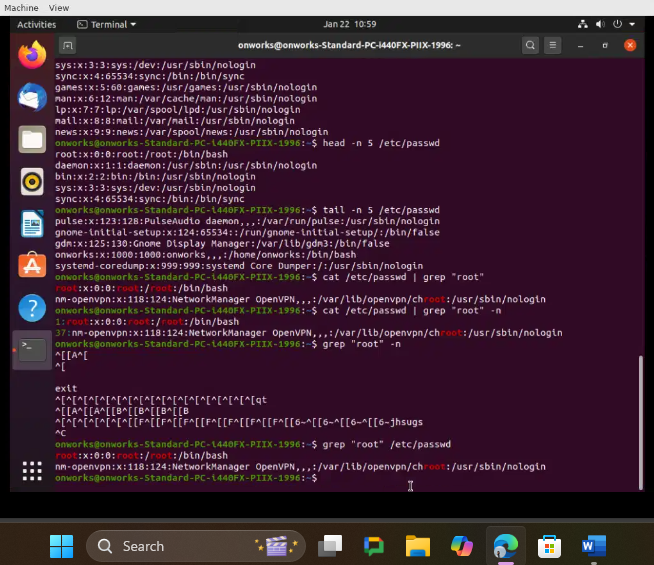 Machine View
Activities Terminal Jan 22 10:59
onworks@onworks-Standard-PC-i440FX-PIIX-1996: ~
sys:x:3:3:sys:/dev:/usr/sbin/nologin
sync:x:4:65534:sync:/bin:/bin/sync
games:x:5:60:games:/usr/games:/usr/sbin/nologin
man:x:6:12:man:/var/cache/man:/usr/sbin/nologin
lp:x:7:7:lp:/var/spool/lpd:/usr/sbin/nologin
mail:x:8:8:mail:/var/mail:/usr/sbin/nologin
news:x:9:9:news:/var/spool/news:/usr/sbin/nologin
onworks@onworks-Standard-PC-i440FX-PIIX-1996:~$ head -n 5 /etc/passwd
root:x:0:0:root:/root:/bin/bash
daemon:x:1:1:daemon:/usr/sbin:/usr/sbin/nologin
bin:x:2:2:bin:/bin:/usr/sbin/nologin
sys:x:3:3:sys:/dev:/usr/sbin/nologin
sync:x:4:65534:sync:/bin:/bin/sync
onworks@onworks-Standard-PC-i440FX-PIIX-1996:~$ tail -n 5 /etc/passwd
pulse:x:123:128:PulseAudio daemon,,,:/var/run/pulse:/usr/sbin/nologin
gnome-initial-setup:x:124:65534::/run/gnome-initial-setup/:/bin/false
gdm:x:125:130:Gnome Display Manager:/var/lib/gdm3:/bin/false
onworks:x:1000:1000:onworks,,,:/home/onworks:/bin/bash
systemd-coredump:x:999:999:systemd Core Dumper:/:/usr/sbin/nologin
onworks@onworks-Standard-PC-i440FX-PIIX-1996:~$ cat /etc/passwd | grep "root"
root:x:0:0:root:/root:/bin/bash
nm-openvpn:x:118:124:NetworkManager OpenVPN,,,:/var/lib/openvpn/chroot:/usr/sbin/nologin
onworks@onworks-Standard-PC-i440FX-PIIX-1996:~$ cat /etc/passwd | grep "root" -n
1:root:x:0:0:root:/root:/bin/bash
37:nm-openvpn:x:118:124:NetworkManager OpenVPN,,,:/var/lib/openvpn/chroot:/usr/sbin/nologin
onworks@onworks-Standard-PC-i440FX-PIIX-1996:~$ grep "root" -n
^[[A^[
^[
exit
^[^[^[^[^[^[^[^[^[^[^[^[^[^[^[^[^[^[^[^[qt
^[[A^[[A^[[B^[[B^[[B^[[B
^[^[^[^[^[^[^[^[[F^[[F^[[F^[[F^[[F^[[F^[[F^[[6~^[[6~^[[6~^[[6~jhsugs
^C
onworks@onworks-Standard-PC-i440FX-PIIX-1996:~$ grep "root" /etc/passwd
root:x:0:0:root:/root:/bin/bash
nm-openvpn:x:118:124:NetworkManager OpenVPN,,,:/var/lib/openvpn/chroot:/usr/sbin/nologin
onworks@onworks-Standard-PC-i440FX-PIIX-1996:~$
Search